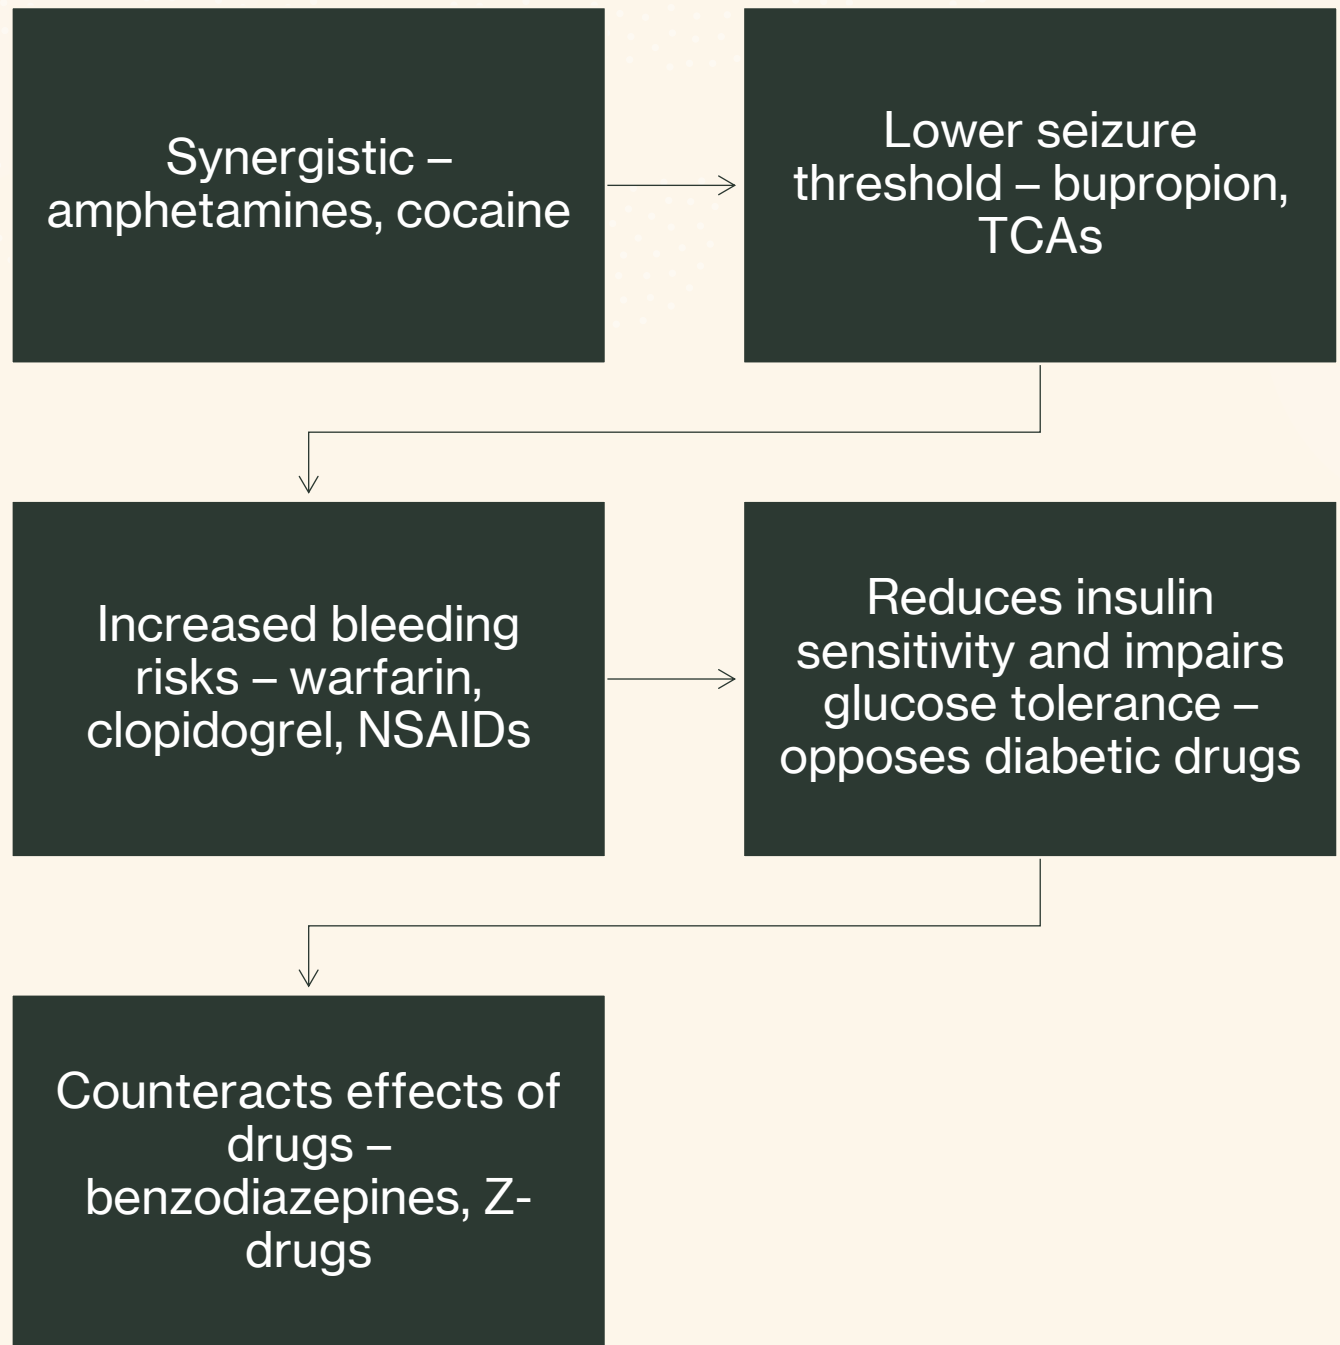 Synergistic –
amphetamines, cocaine
Lower seizure
threshold – bupropion,
TCAs
Increased bleeding
risks – warfarin,
clopidogrel, NSAIDs
Reduces insulin
sensitivity and impairs
glucose tolerance –
opposes diabetic drugs
Counteracts effects of
drugs –
benzodiazepines, Z-
drugs